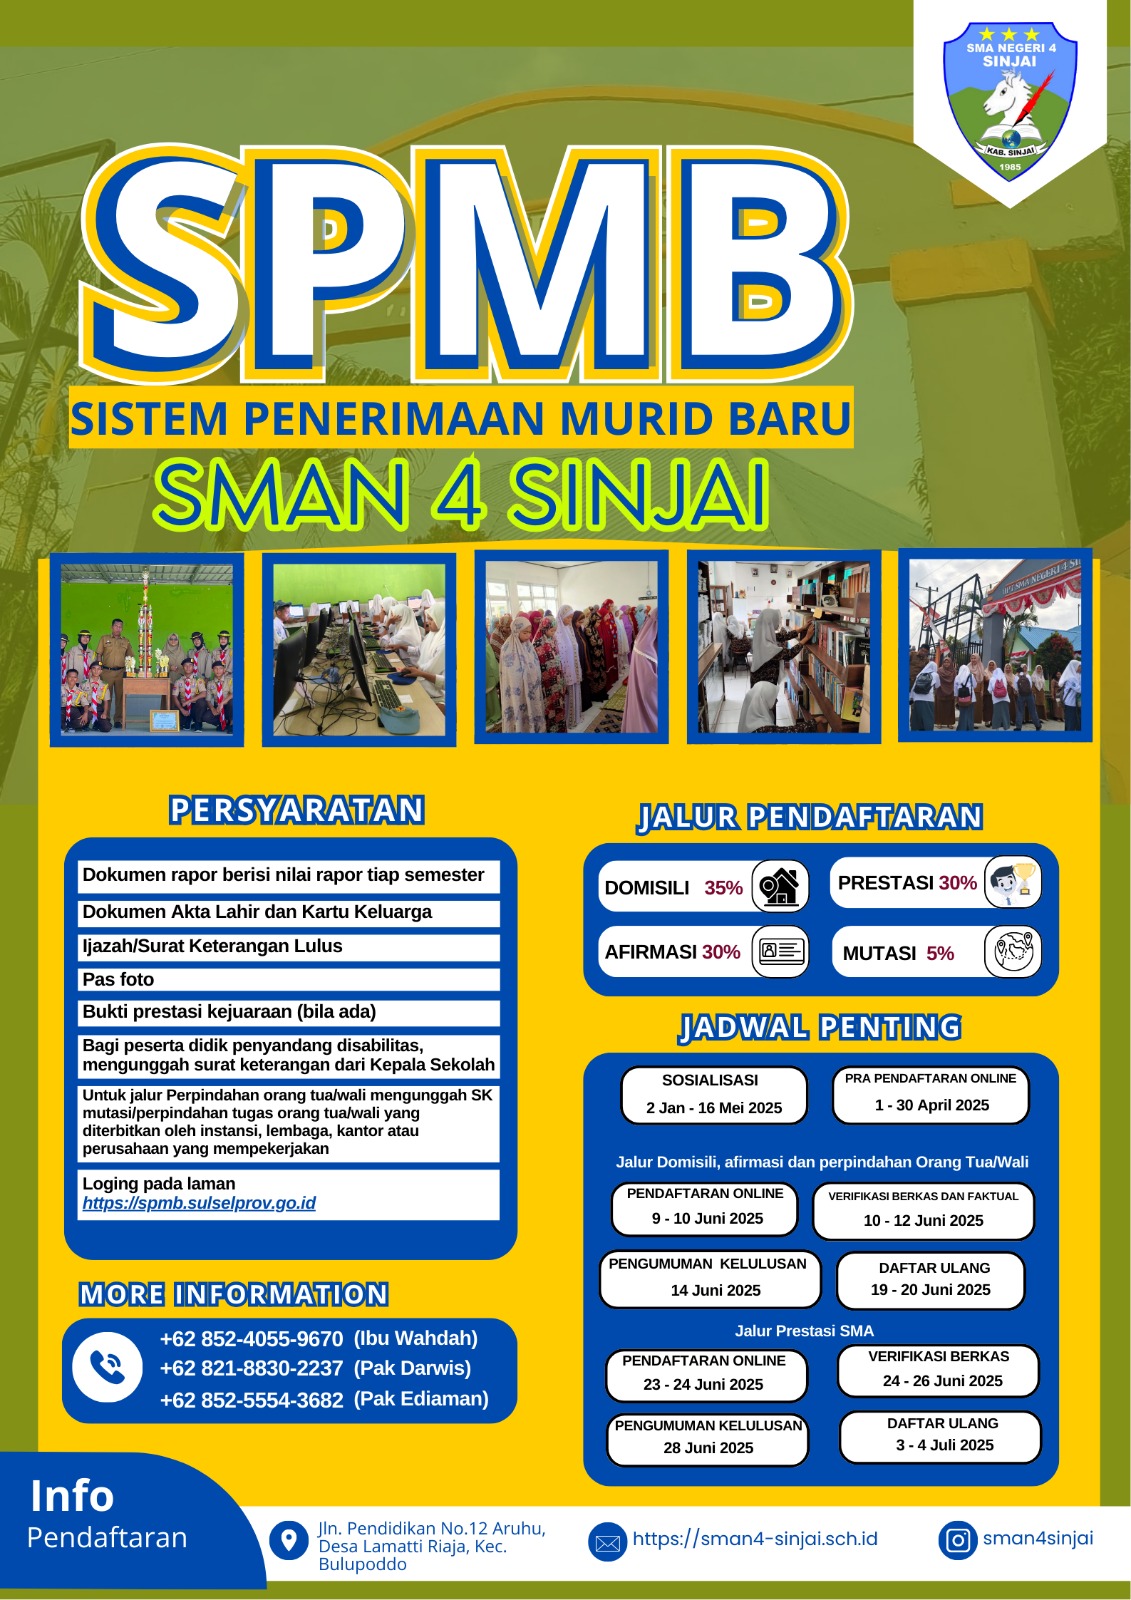 SMA NEGERI 4
SINJAI
KAB. SINJAI
1985
SPMB
SISTEM PENERIMAAN MURID BARU
SMAN 4 SINJAI
UPT SMA NEGERI 4 SI
PERSYARATAN
Dokumen rapor berisi nilai rapor tiap semester
Dokumen Akta Lahir dan Kartu Keluarga
Ijazah/Surat Keterangan Lulus
Pas foto
Bukti prestasi kejuaraan (bila ada)
Bagi peserta didik penyandang disabilitas,
mengunggah surat keterangan dari Kepala Sekolah
Untuk jalur Perpindahan orang tua/wali mengunggah SK
mutasi/perpindahan tugas orang tua/wali yang
diterbitkan oleh instansi, lembaga, kantor atau
perusahaan yang mempekerjakan
Loging pada laman
https://spmb.sulselprov.go.id
MORE INFORMATION
+62 852-4055-9670 (Ibu Wahdah)
+62 821-8830-2237 (Pak Darwis)
+62 852-5554-3682 (Pak Ediaman)
JALUR PENDAFTARAN
DOMISILI 35%
PRESTASI 30%
AFIRMASI 30%
MUTASI 5%
JADWAL PENTING
SOSIALISASI
2 Jan - 16 Mei 2025
PRA PENDAFTARAN ONLINE
1 - 30 April 2025
Jalur Domisili, afirmasi dan perpindahan Orang Tua/Wali
PENDAFTARAN ONLINE
9 - 10 Juni 2025
VERIFIKASI BERKAS DAN FAKTUAL
10 - 12 Juni 2025
PENGUMUMAN KELULUSAN
14 Juni 2025
DAFTAR ULANG
19 - 20 Juni 2025
Jalur Prestasi SMA
PENDAFTARAN ONLINE
23 - 24 Juni 2025
VERIFIKASI BERKAS
24 - 26 Juni 2025
PENGUMUMAN KELULUSAN
28 Juni 2025
DAFTAR ULANG
3 - 4 Juli 2025
Info
Pendaftaran
Jln. Pendidikan No.12 Aruhu,
Desa Lamatti Riaja, Kec.
Bulupoddo
https://sman4-sinjai.sch.id
sman4sinjai